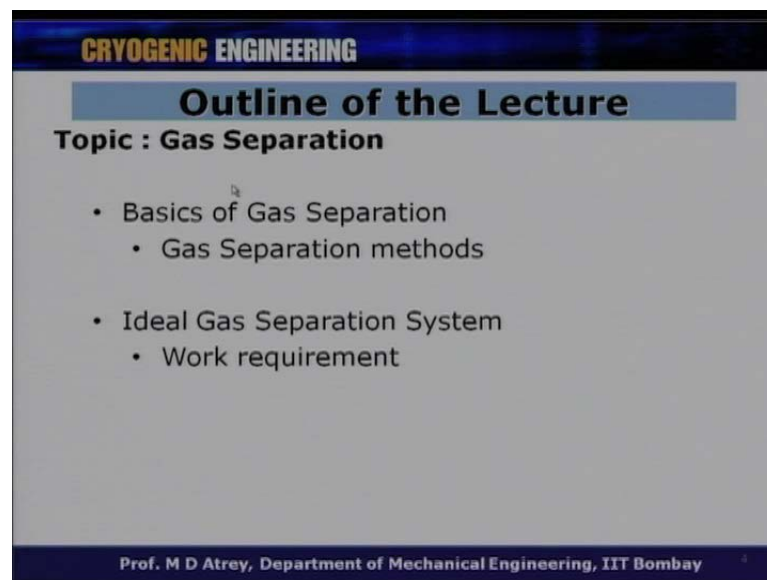 CRYOGENIC ENGINEERING
Outline of the Lecture
Topic : Gas Separation
• Basics of Gas Separation
• Gas Separation methods
• Ideal Gas Separation System
• Work requirement
Prof. M D Atrey, Department of Mechanical Engineering, IIT Bombay
4